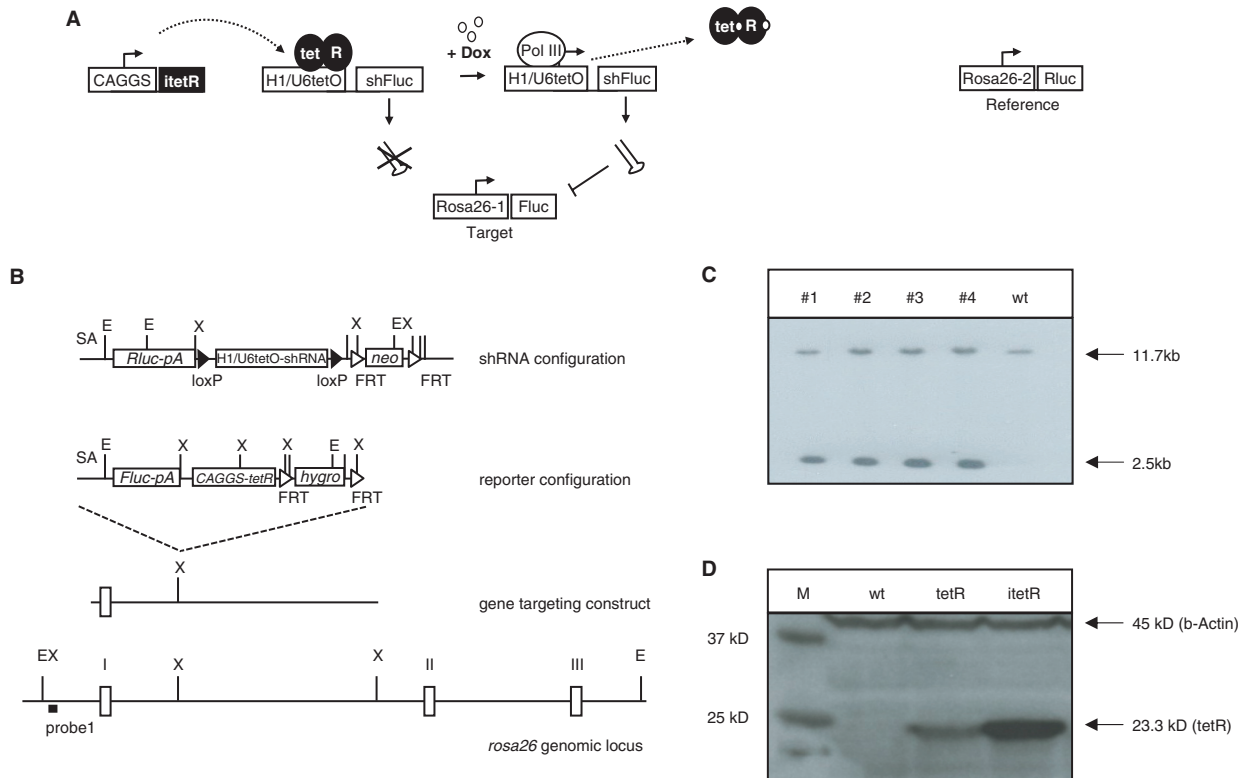 A
tet R
+ Dox
Pol III
tet R
CAGGS itetR
H1/U6tetO shFluc
H1/U6tetO shFluc
Rosa26-2 Rluc
Reference
Rosa26-1 Fluc
Target
B
SA E E X X EX
Rluc-pA H1/U6tetO-shRNA neo
loxP loxP FRT FRT
shRNA configuration
SA E X X X E X
Fluc-pA CAGGS-tetR hygro
FRT FRT
reporter configuration
X
gene targeting construct
EX I X X II III E
probe1
rosa26 genomic locus
C
#1 #2 #3 #4 wt
11.7kb
2.5kb
D
M wt tetR itetR
45 kD (b-Actin)
37 kD
25 kD
23.3 kD (tetR)